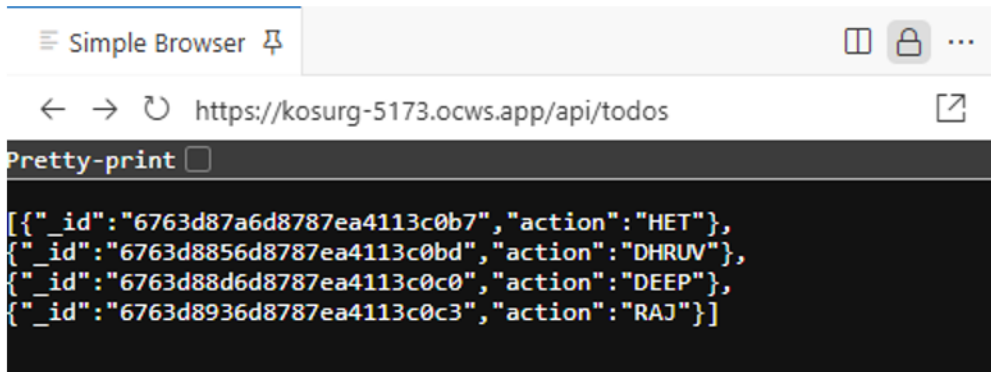 Simple Browser
https://kosurg-5173.ocws.app/api/todos
Pretty-print
[{"_id":"6763d87a6d8787ea4113c0b7","action":"HET"},
{"_id":"6763d8856d8787ea4113c0bd","action":"DHRUV"},
{"_id":"6763d88d6d8787ea4113c0c0","action":"DEEP"},
{"_id":"6763d8936d8787ea4113c0c3","action":"RAJ"}]